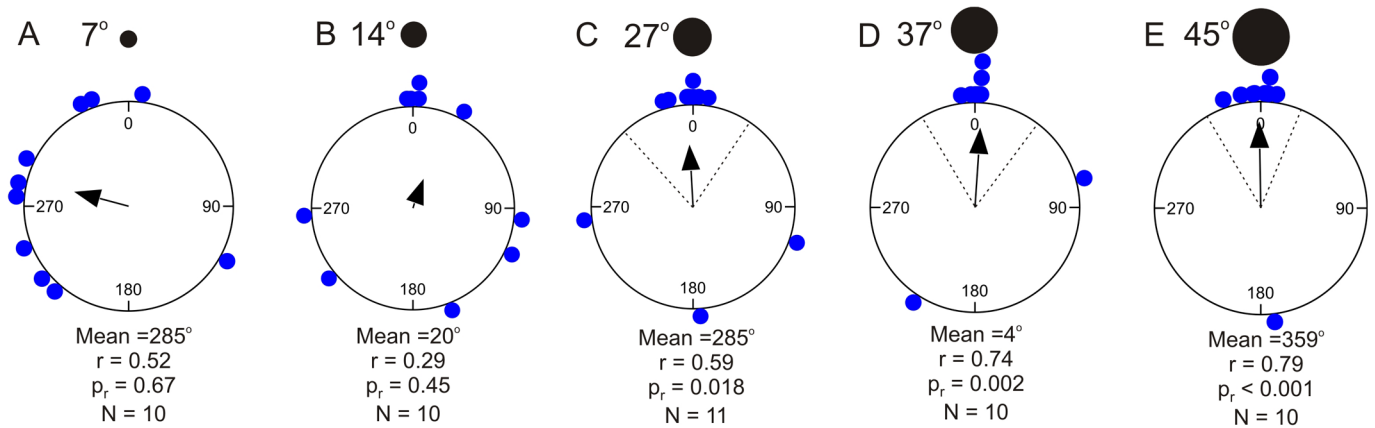 A 7° B 14° C 27° D 37° E 45°
0 0 0 0 0
270 90 270 90 270 90 270 90 270 90
180 180 180 180 180
Mean =285° Mean =20° Mean =285° Mean =4° Mean =359°
r = 0.52 r = 0.29 r = 0.59 r = 0.74 r = 0.79
pr = 0.67 pr = 0.45 pr = 0.018 pr = 0.002 pr < 0.001
N = 10 N = 10 N = 11 N = 10 N = 10